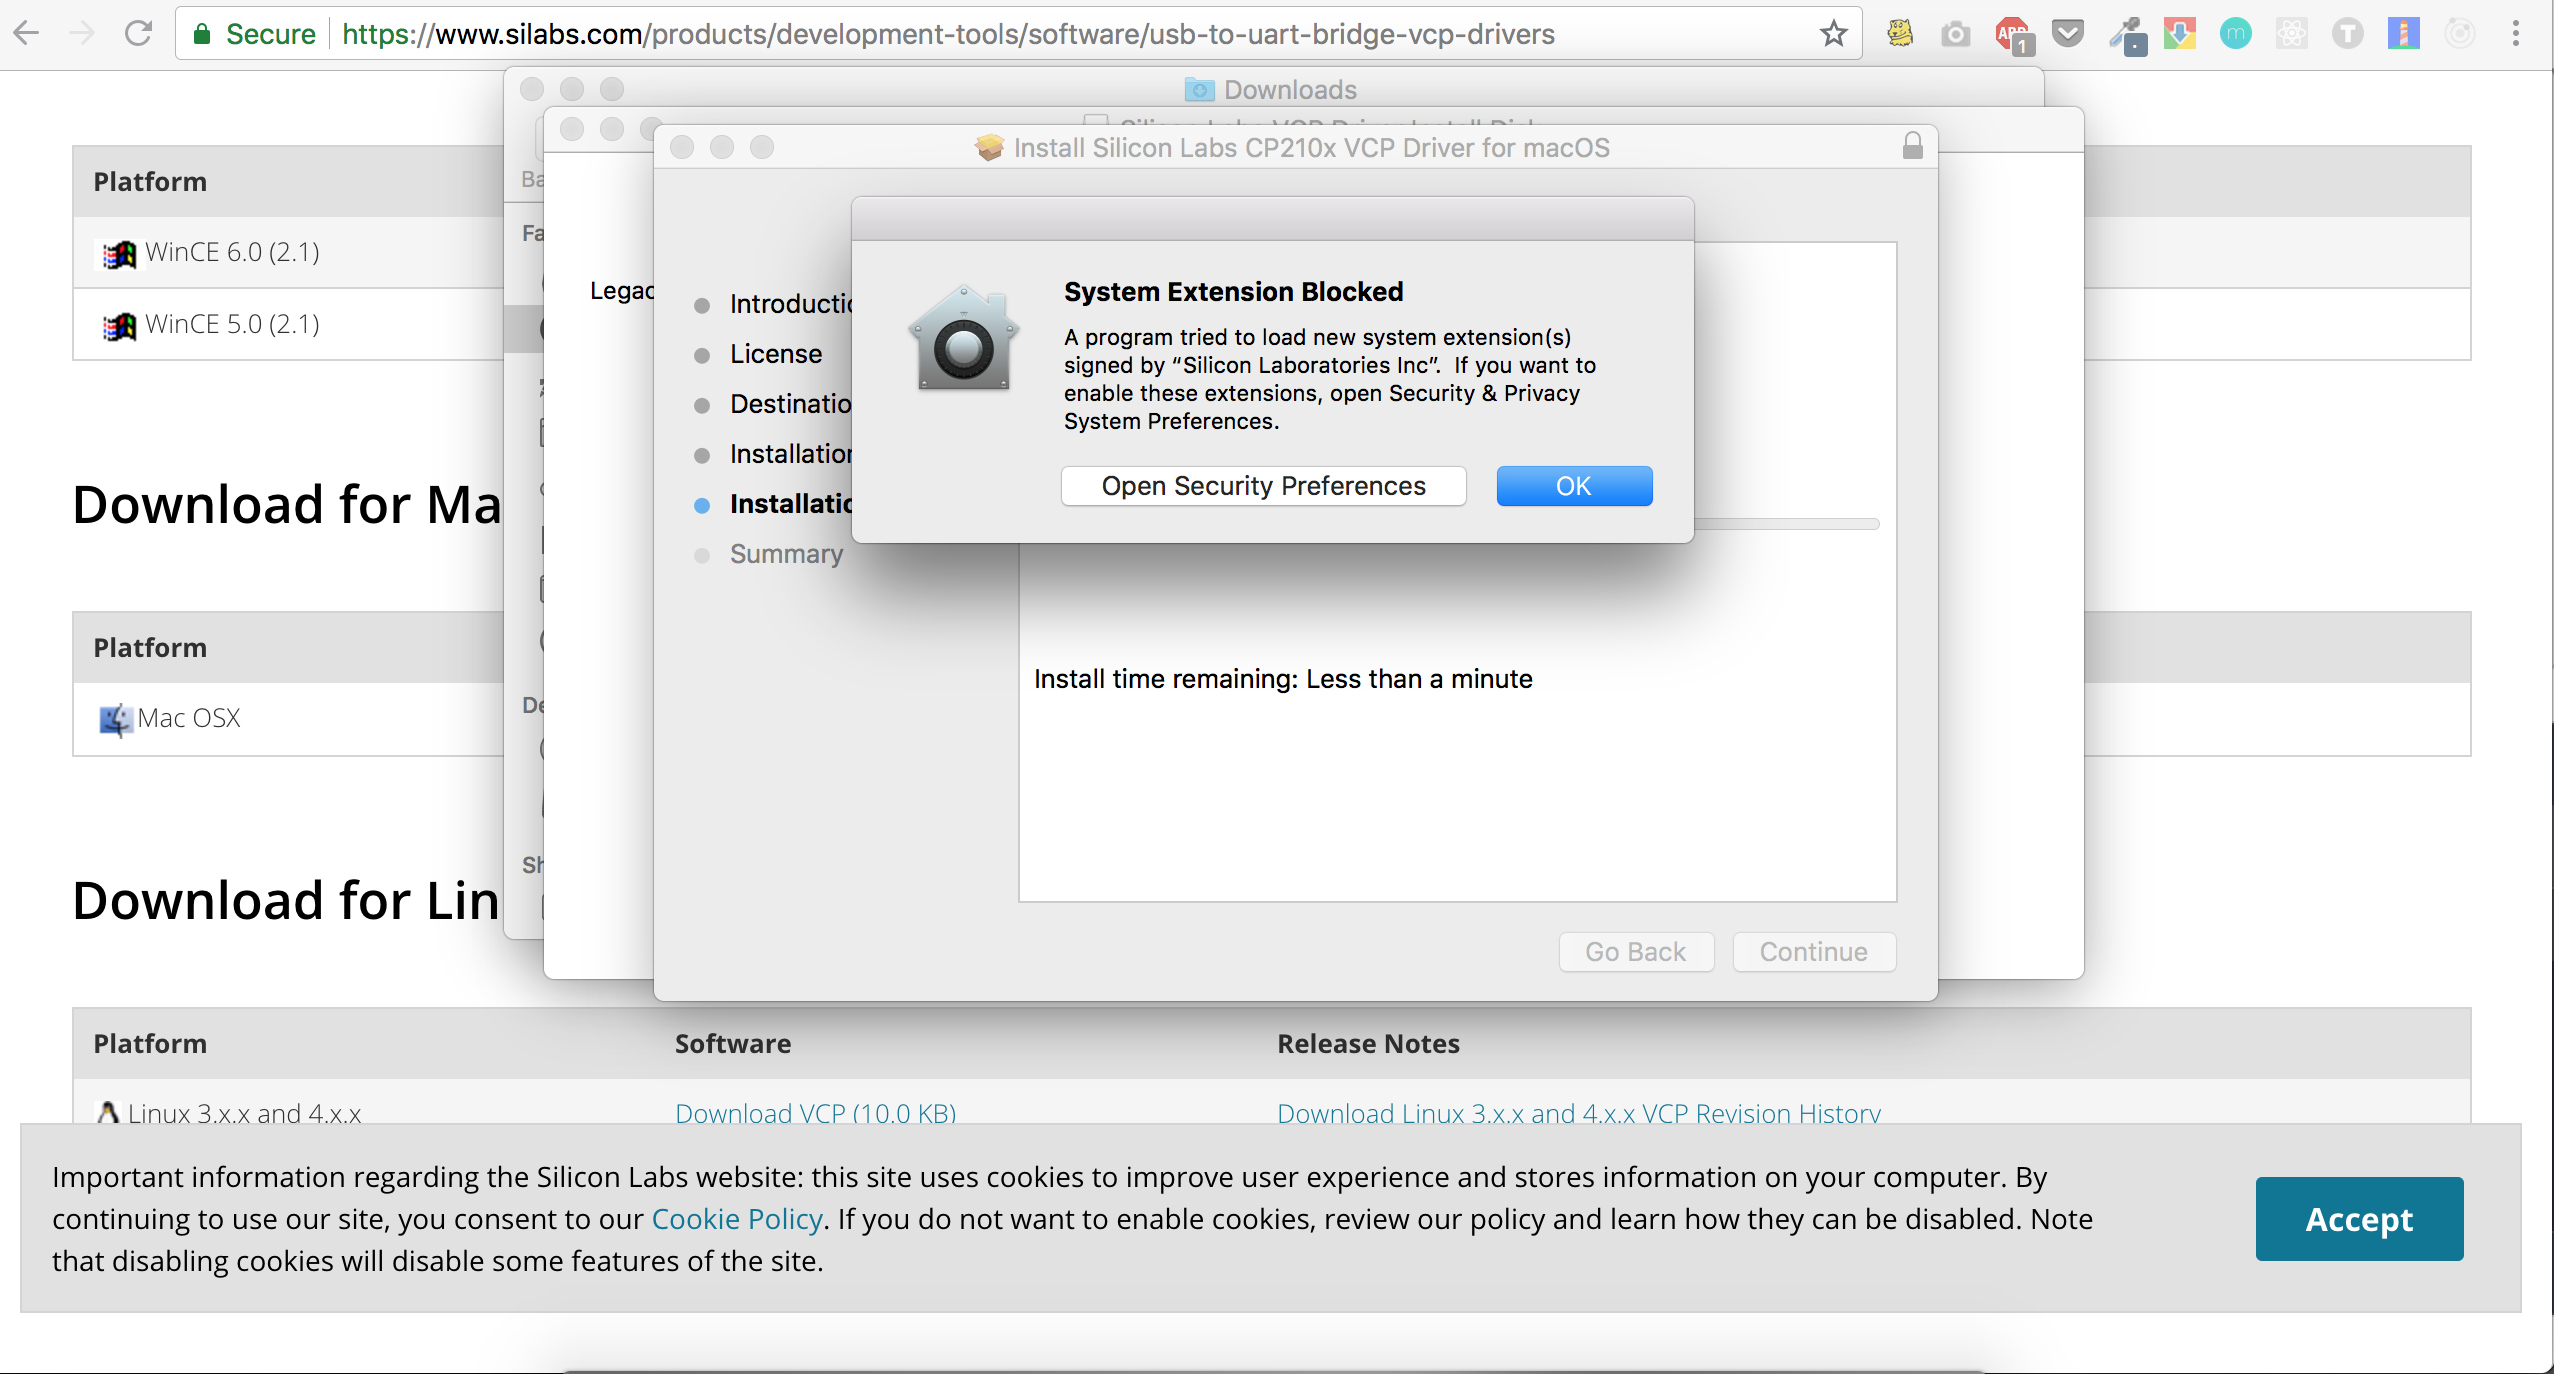 Secure https://www.silabs.com/products/development-tools/software/usb-to-uart-bridge-vcp-drivers
ABP
1
m
T
Downloads
Install Silicon Labs CP210x VCP Driver for macOS
Platform
WinCE 6.0 (2.1)
WinCE 5.0 (2.1)
Introductio
License
Destinatio
Installation
Installatio
Summary
System Extension Blocked
A program tried to load new system extension(s)
signed by “Silicon Laboratories Inc”.  If you want to
enable these extensions, open Security & Privacy
System Preferences.
Open Security Preferences
OK
Install time remaining: Less than a minute
Go Back
Continue
Ba
Fa
Legac
De
Sh
Download for Ma
Platform
Mac OSX
Download for Lin
Platform
Software
Release Notes
Linux 3.x.x and 4.x.x
Download VCP (10.0 KB)
Download Linux 3.x.x and 4.x.x VCP Revision History
Important information regarding the Silicon Labs website: this site uses cookies to improve user experience and stores information on your computer. By
continuing to use our site, you consent to our Cookie Policy. If you do not want to enable cookies, review our policy and learn how they can be disabled. Note
that disabling cookies will disable some features of the site.
Accept